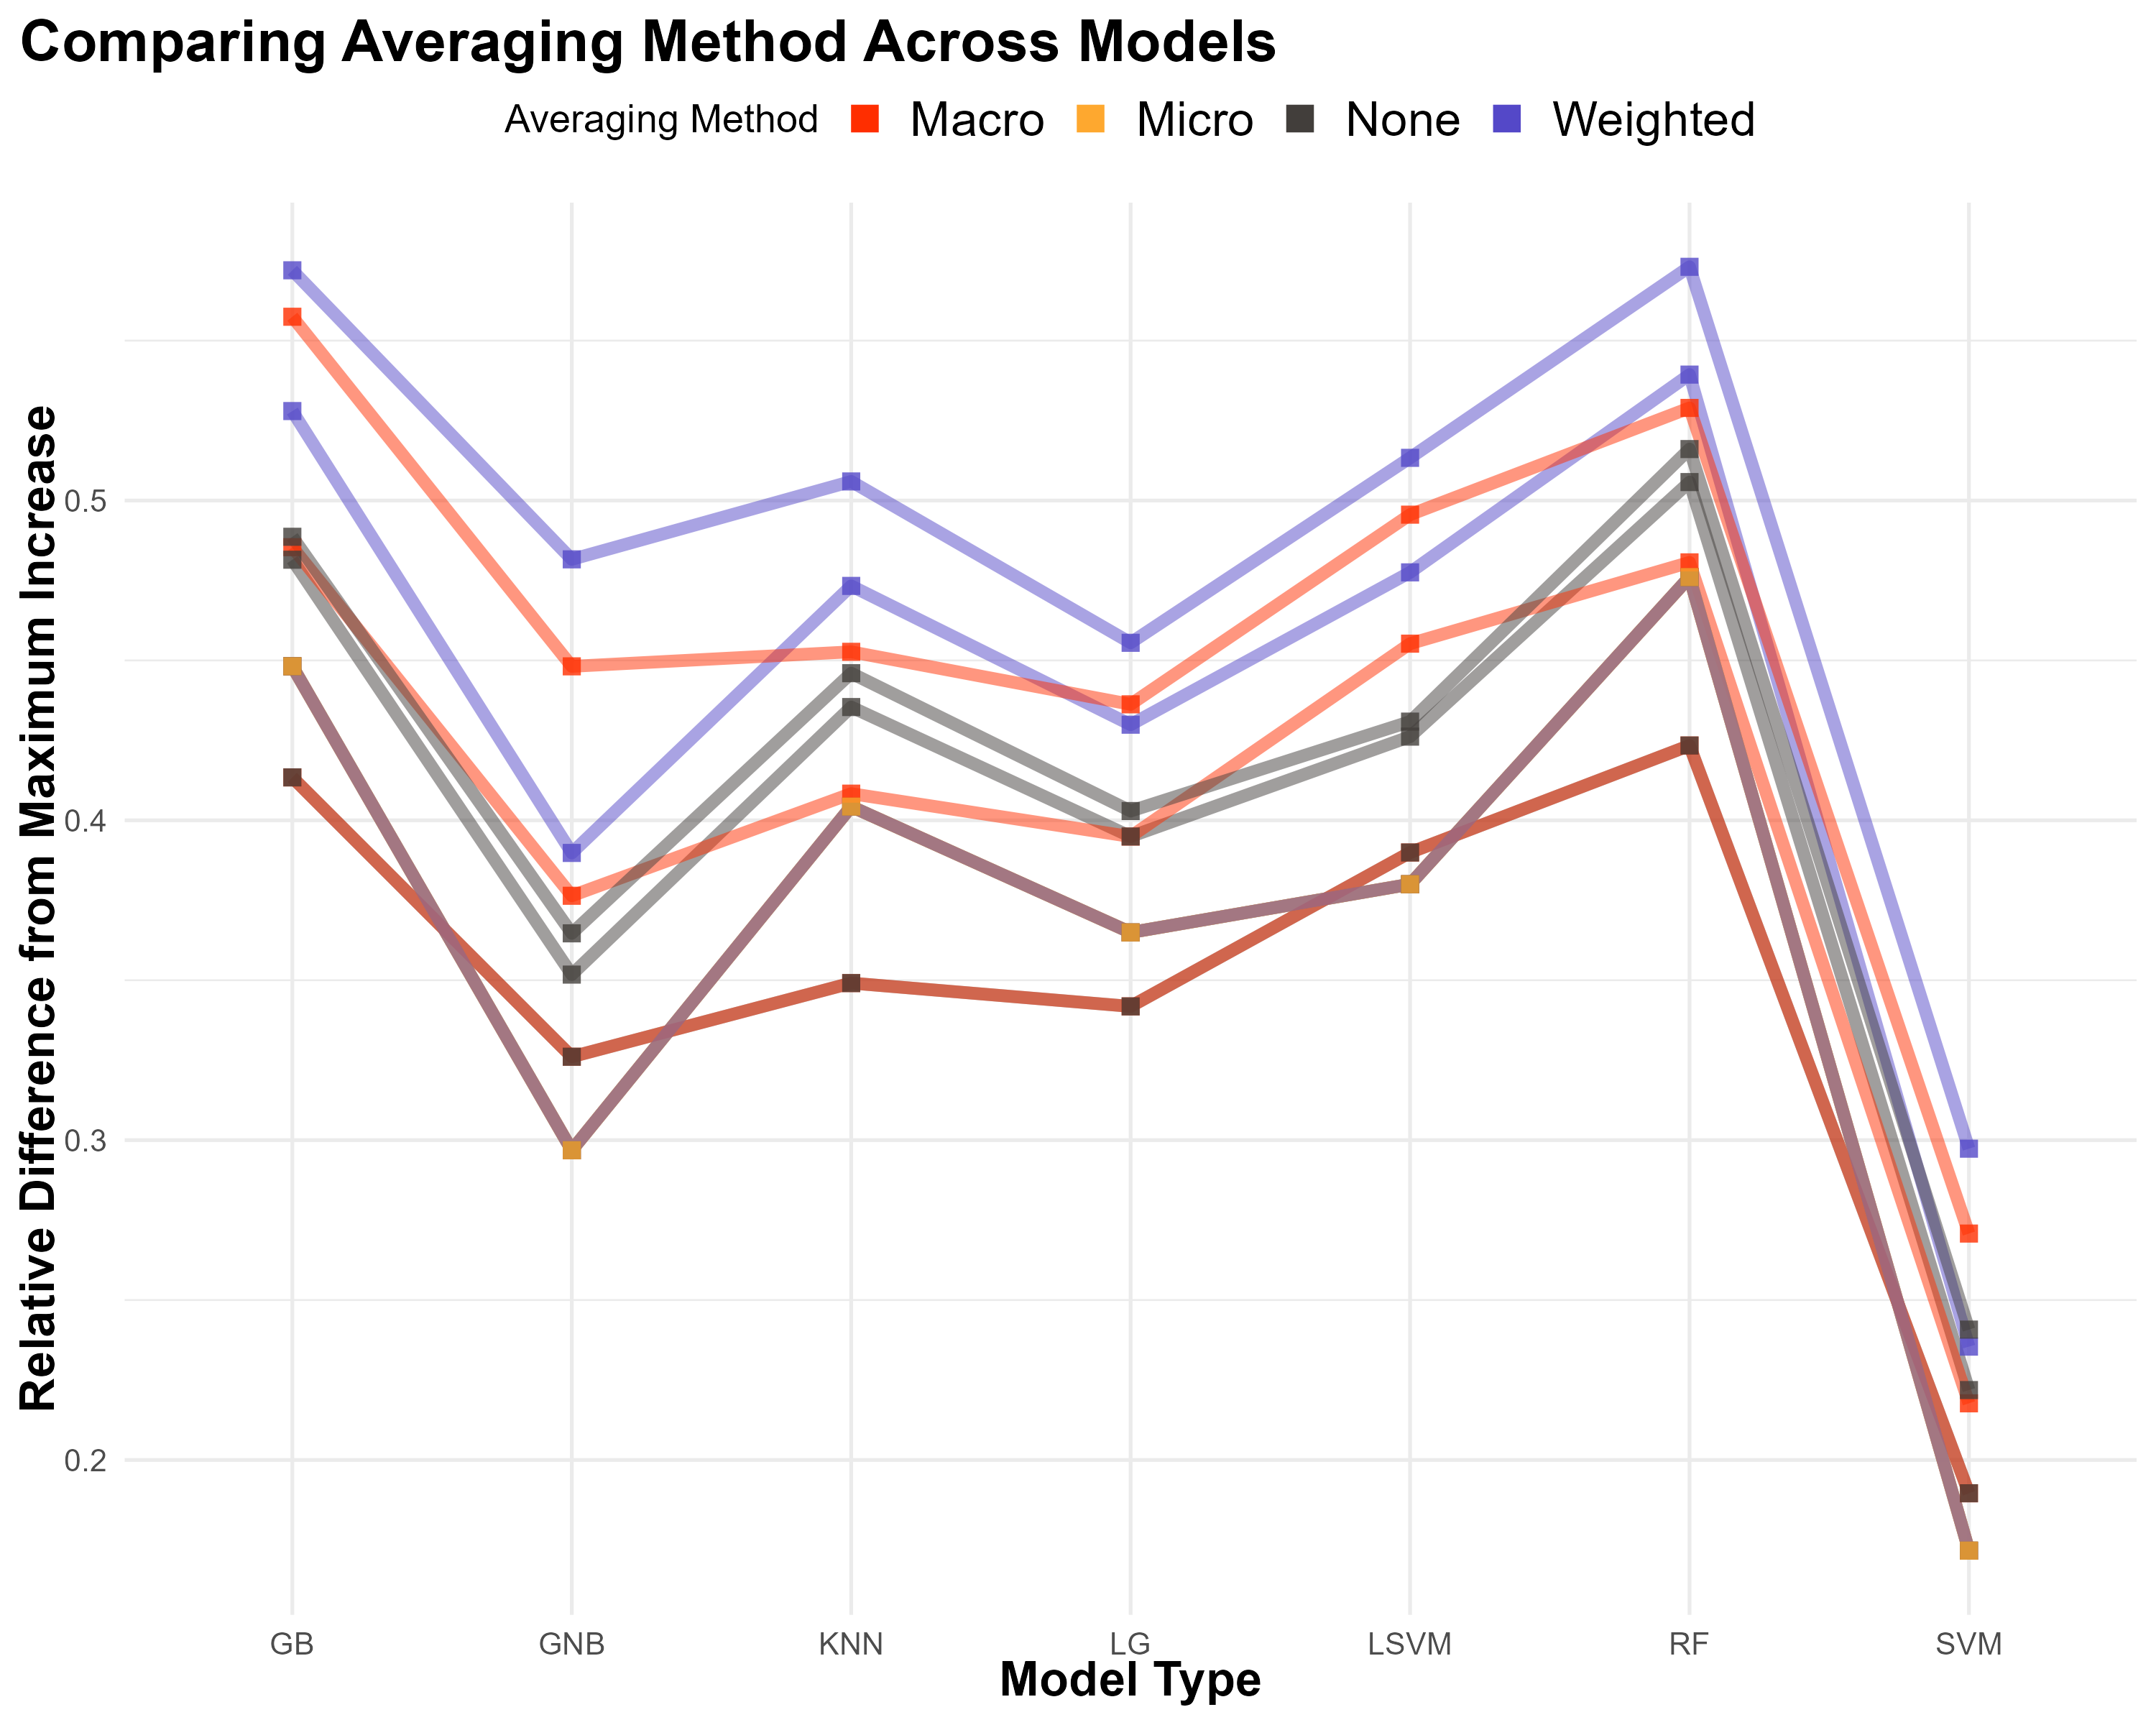 Comparing Averaging Method Across Models
Averaging Method Macro Micro None Weighted
Relative Difference from Maximum Increase
0.5
0.4
0.3
0.2
GB GNB KNN LG LSVM RF SVM
Model Type